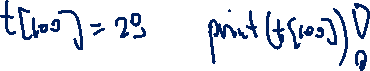 t[100] = 29 print(t[100])!